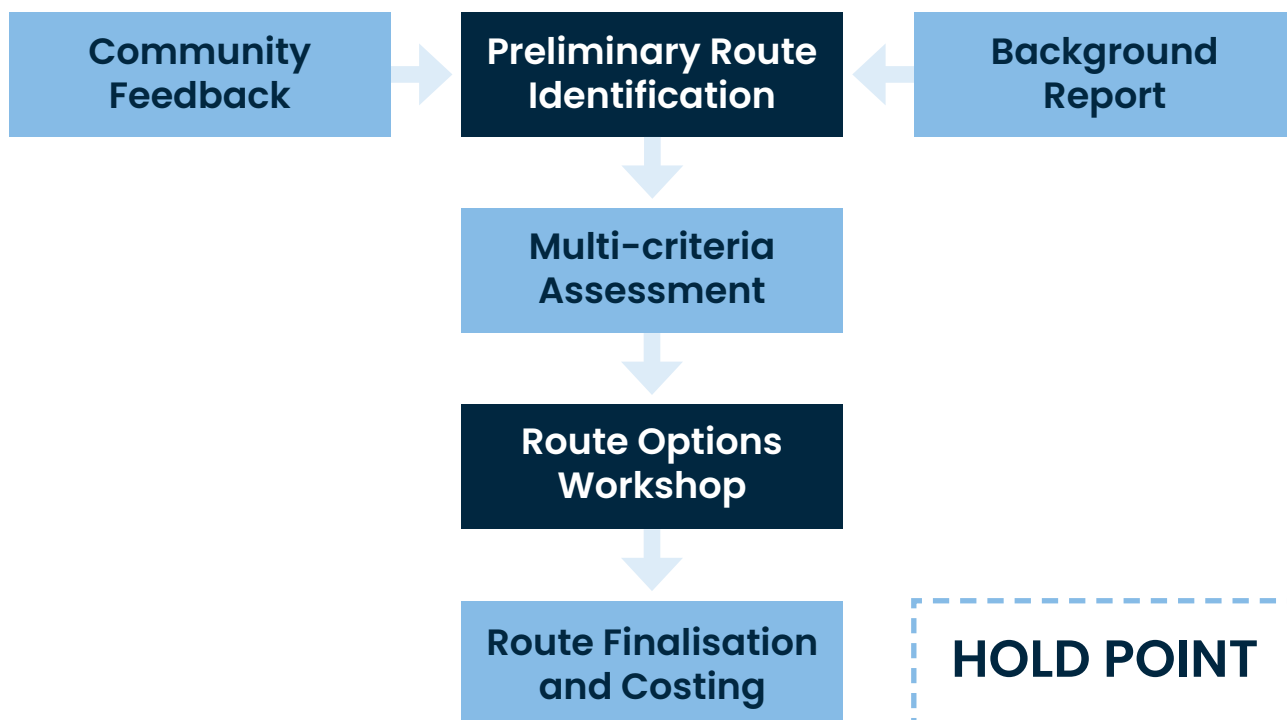 Community
Feedback
Preliminary Route
Identification
Background
Report
Multi-criteria
Assessment
Route Options
Workshop
Route Finalisation
and Costing
HOLD POINT